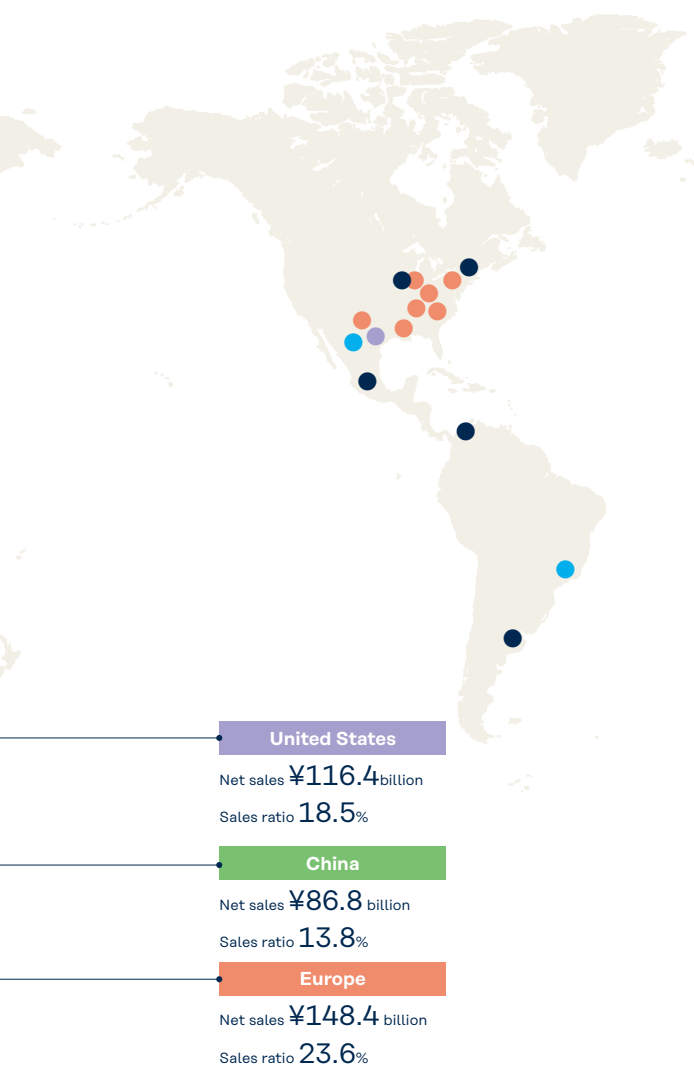 United States
Net sales ¥116.4billion
Sales ratio 18.5%
China
Net sales ¥86.8 billion
Sales ratio 13.8%
Europe
Net sales ¥148.4 billion
Sales ratio 23.6%